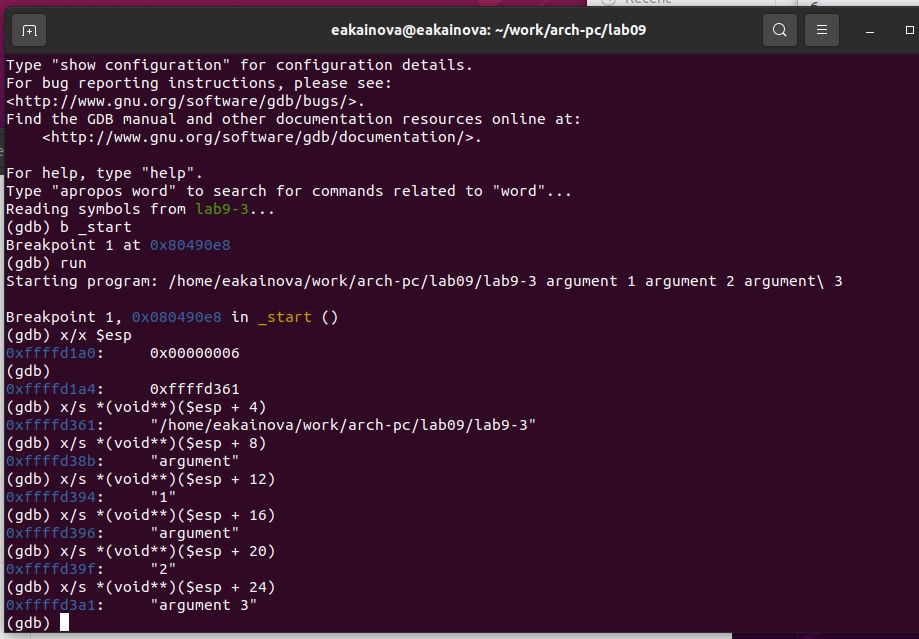 Recent
eakainova@eakainova: ~/work/arch-pc/lab09
Type "show configuration" for configuration details.
For bug reporting instructions, please see:
<http://www.gnu.org/software/gdb/bugs/>.
Find the GDB manual and other documentation resources online at:
    <http://www.gnu.org/software/gdb/documentation/>.
For help, type "help".
Type "apropos word" to search for commands related to "word"...
Reading symbols from lab9-3...
(gdb) b _start
Breakpoint 1 at 0x80490e8
(gdb) run
Starting program: /home/eakainova/work/arch-pc/lab09/lab9-3 argument 1 argument 2 argument\ 3
Breakpoint 1, 0x080490e8 in _start ()
(gdb) x/x $esp
0xffffd1a0:     0x00000006
(gdb)
0xffffd1a4:     0xffffd361
(gdb) x/s *(void**)($esp + 4)
0xffffd361:     "/home/eakainova/work/arch-pc/lab09/lab9-3"
(gdb) x/s *(void**)($esp + 8)
0xffffd38b:     "argument"
(gdb) x/s *(void**)($esp + 12)
0xffffd394:     "1"
(gdb) x/s *(void**)($esp + 16)
0xffffd396:     "argument"
(gdb) x/s *(void**)($esp + 20)
0xffffd39f:     "2"
(gdb) x/s *(void**)($esp + 24)
0xffffd3a1:     "argument 3"
(gdb)